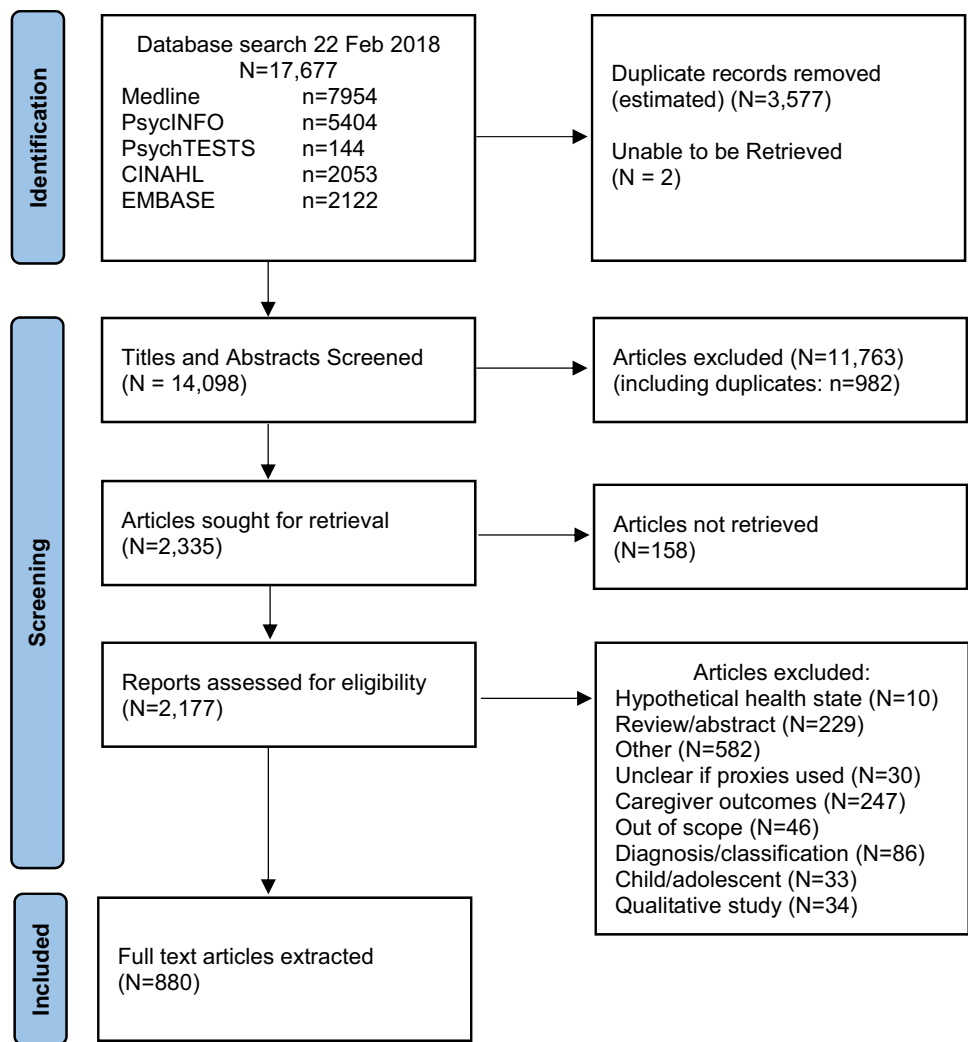 Identification
Database search 22 Feb 2018
N=17,677
Medline n=7954
PsycINFO n=5404
PsychTESTS n=144
CINAHL n=2053
EMBASE n=2122
Duplicate records removed
(estimated) (N=3,577)
Unable to be Retrieved
(N = 2)
Screening
Titles and Abstracts Screened
(N = 14,098)
Articles excluded (N=11,763)
(including duplicates: n=982)
Articles sought for retrieval
(N=2,335)
Articles not retrieved
(N=158)
Reports assessed for eligibility
(N=2,177)
Articles excluded:
Hypothetical health state (N=10)
Review/abstract (N=229)
Other (N=582)
Unclear if proxies used (N=30)
Caregiver outcomes (N=247)
Out of scope (N=46)
Diagnosis/classification (N=86)
Child/adolescent (N=33)
Qualitative study (N=34)
Included
Full text articles extracted
(N=880)